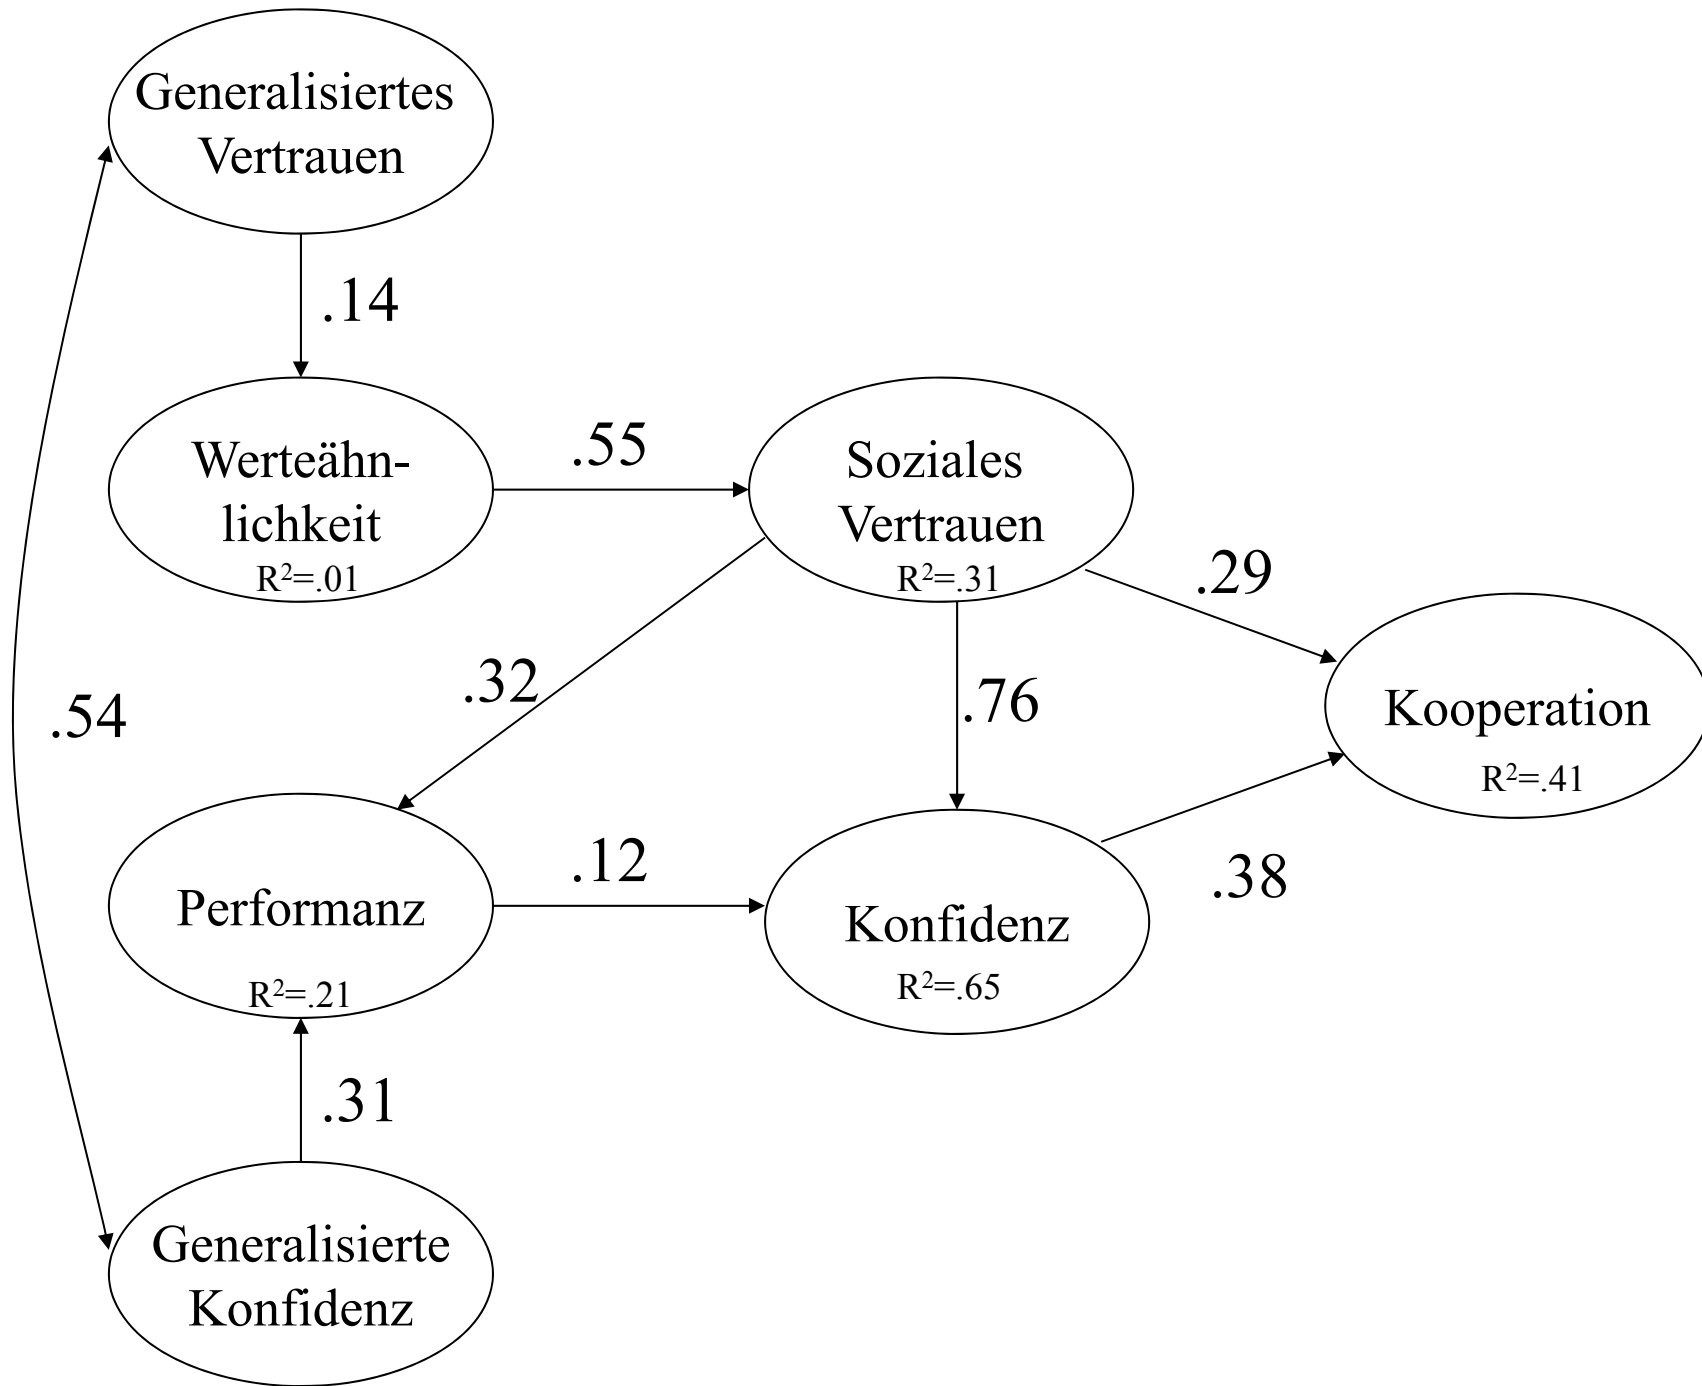 Generalisiertes
Vertrauen
.14
Werteähn-
lichkeit
R²=.01
.55
Soziales
Vertrauen
R²=.31
.29
.32
.76
.54
Kooperation
R²=.41
.38
Performanz
R²=.21
.12
Konfidenz
R²=.65
.31
Generalisierte
Konfidenz